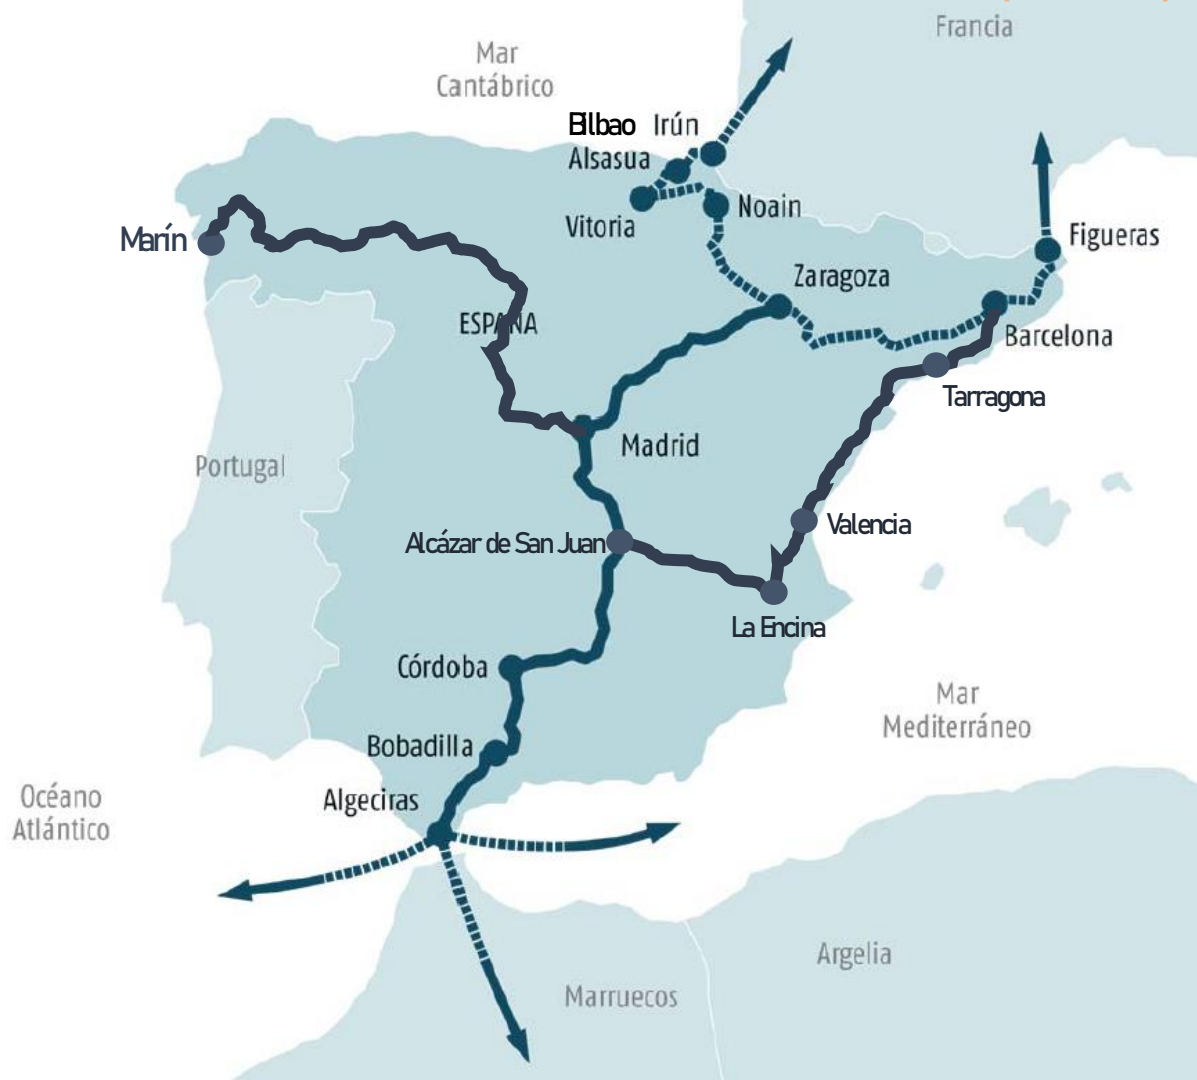 Francia
Mar
Cantábrico
Bilbao
Irún
Alsasua
Noain
Vitoria
Marín
Figueras
Zaragoza
ESPAÑA
Barcelona
Tarragona
Madrid
Portugal
Valencia
Alcázar de San Juan
La Encina
Córdoba
Mar
Mediterráneo
Bobadilla
Algeciras
Océano
Atlántico
Argelia
Marruecos